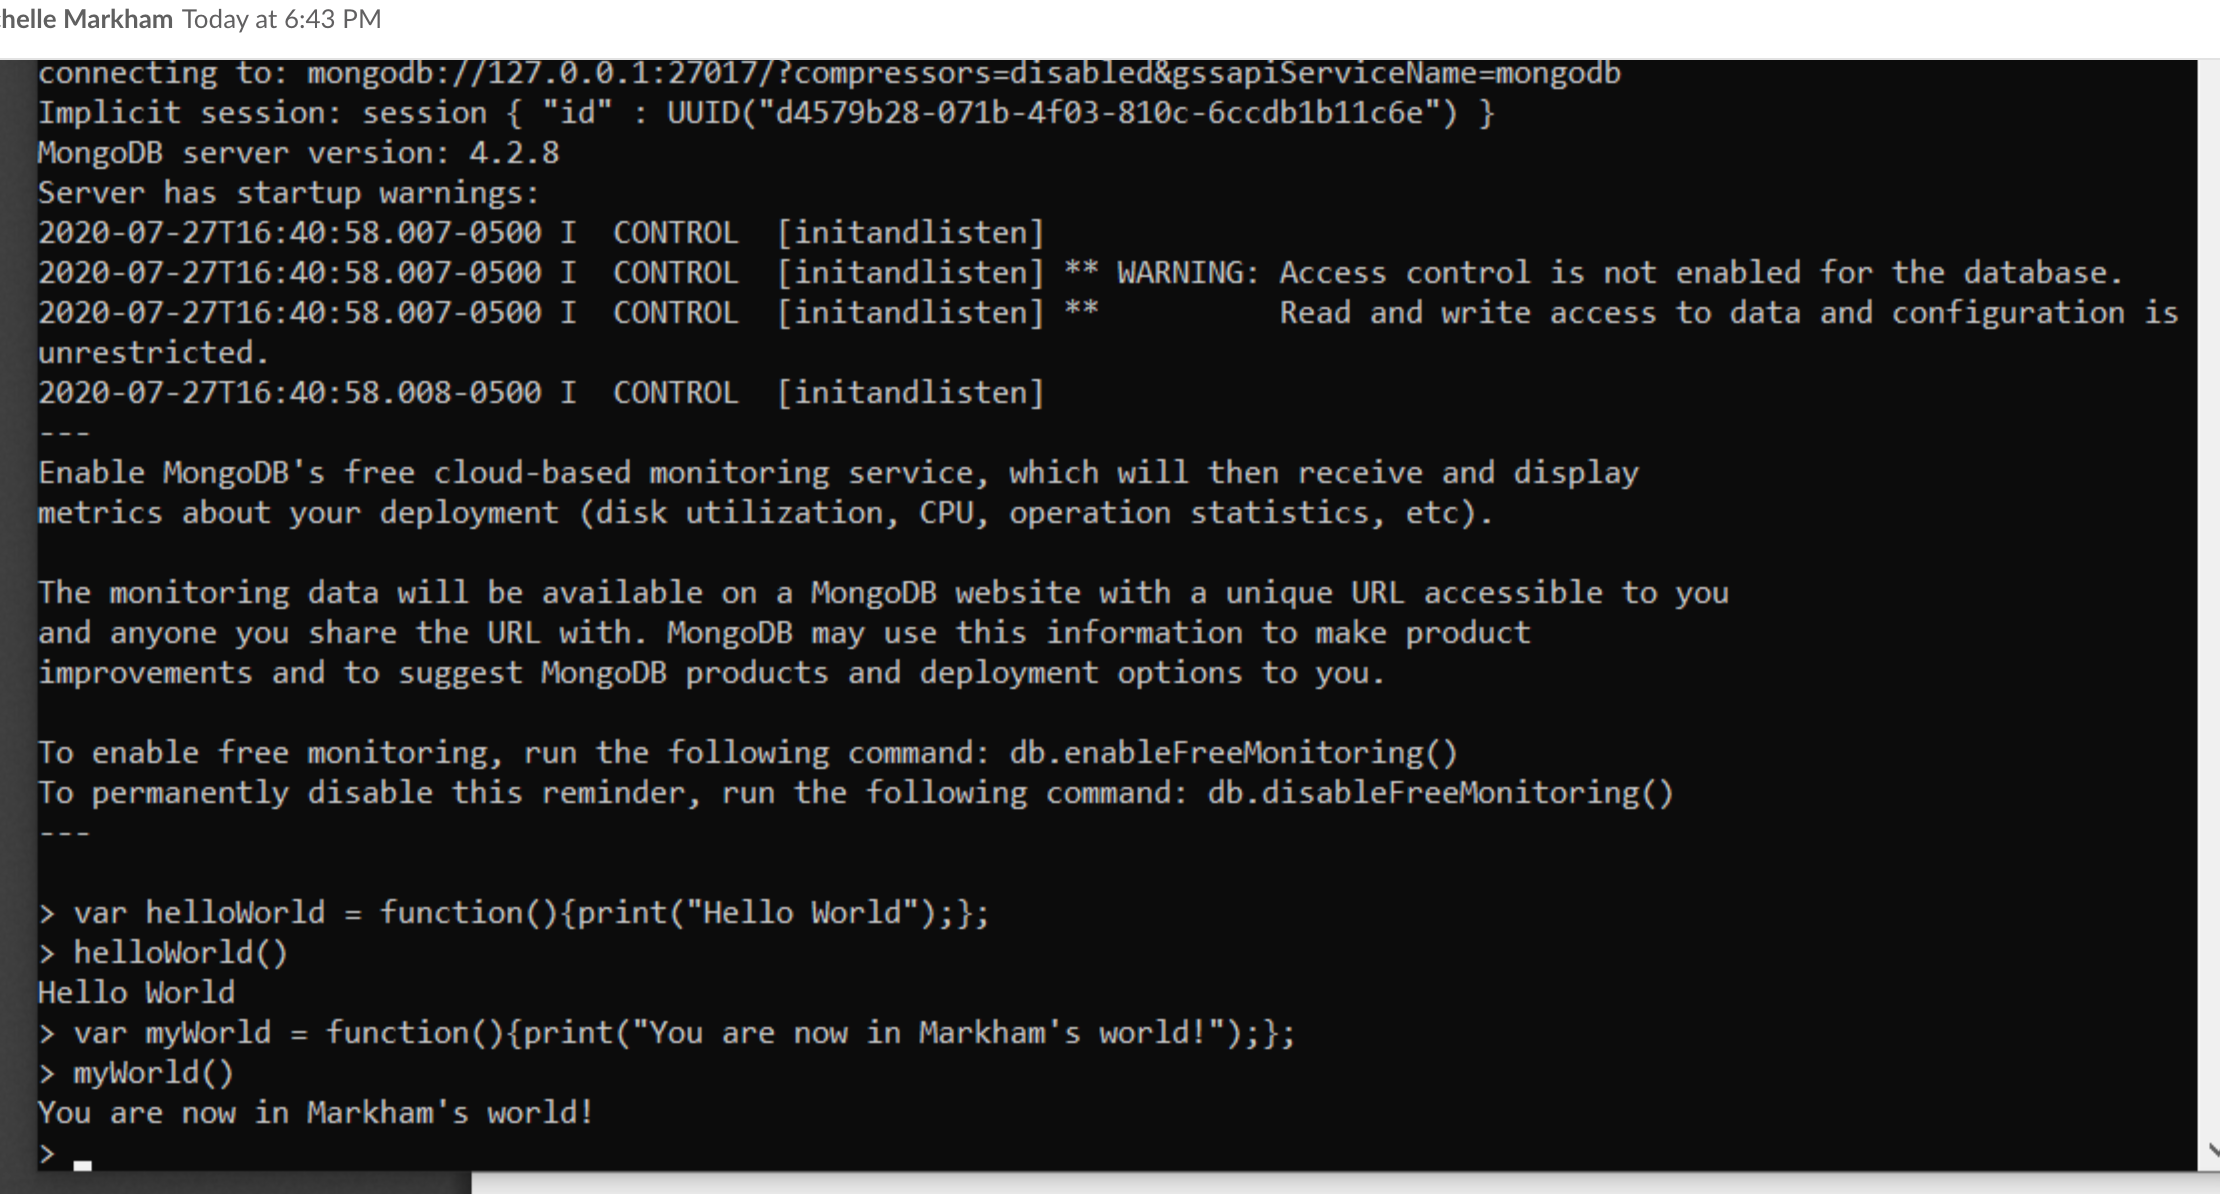 helle Markham Today at 6:43 PM
connecting to: mongodb://127.0.0.1:27017/?compressors=disabled&gssapiServiceName=mongodb
Implicit session: session { "id" : UUID("d4579b28-071b-4f03-810c-6ccdb1b11c6e") }
MongoDB server version: 4.2.8
Server has startup warnings:
2020-07-27T16:40:58.007-0500 I  CONTROL  [initandlisten]
2020-07-27T16:40:58.007-0500 I  CONTROL  [initandlisten] ** WARNING: Access control is not enabled for the database.
2020-07-27T16:40:58.007-0500 I  CONTROL  [initandlisten] **          Read and write access to data and configuration is
unrestricted.
2020-07-27T16:40:58.008-0500 I  CONTROL  [initandlisten]
---
Enable MongoDB's free cloud-based monitoring service, which will then receive and display
metrics about your deployment (disk utilization, CPU, operation statistics, etc).
The monitoring data will be available on a MongoDB website with a unique URL accessible to you
and anyone you share the URL with. MongoDB may use this information to make product
improvements and to suggest MongoDB products and deployment options to you.
To enable free monitoring, run the following command: db.enableFreeMonitoring()
To permanently disable this reminder, run the following command: db.disableFreeMonitoring()
---
> var helloWorld = function(){print("Hello World");};
> helloWorld()
Hello World
> var myWorld = function(){print("You are now in Markham's world!");};
> myWorld()
You are now in Markham's world!
>